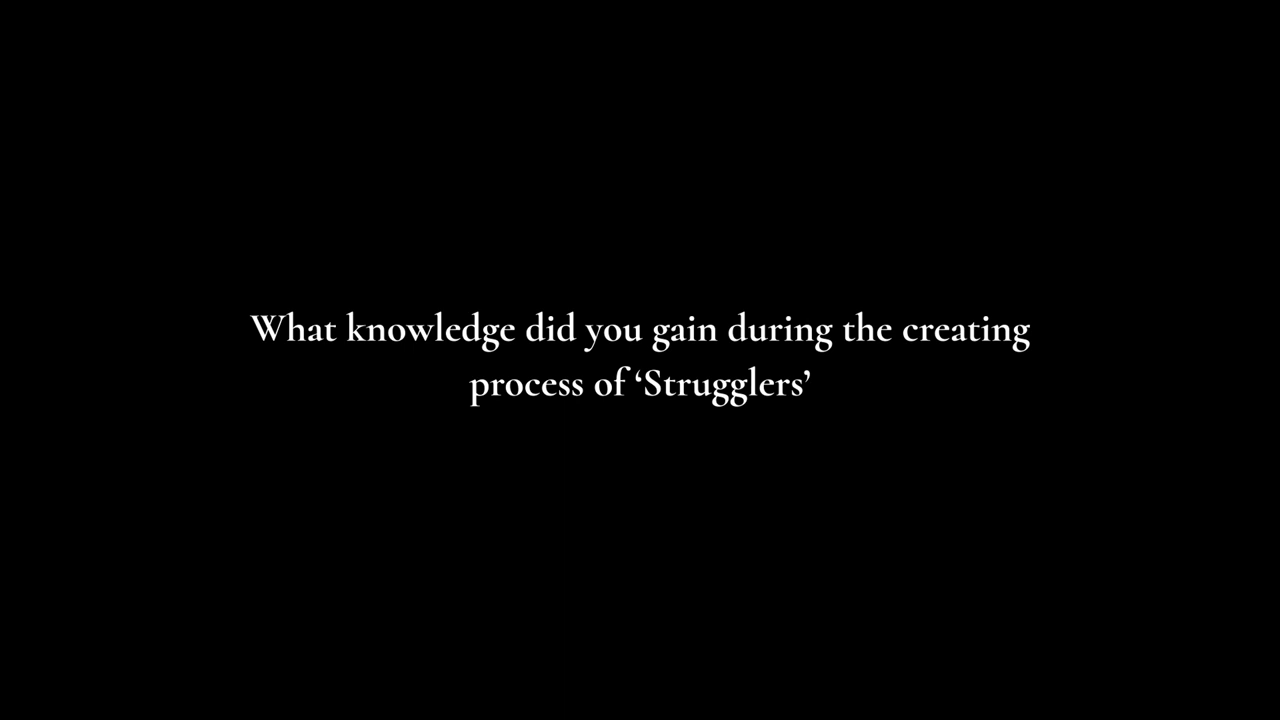 What knowledge did you gain during the creating
process of ‘Strugglers’